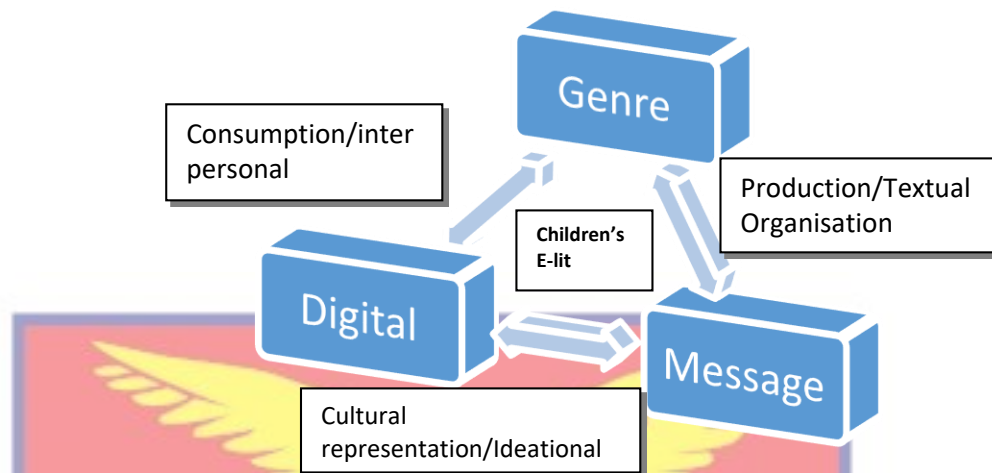 Genre
Consumption/inter
personal
Production/Textual
Organisation
Children's
E-lit
Digital
Message
Cultural
representation/Ideational